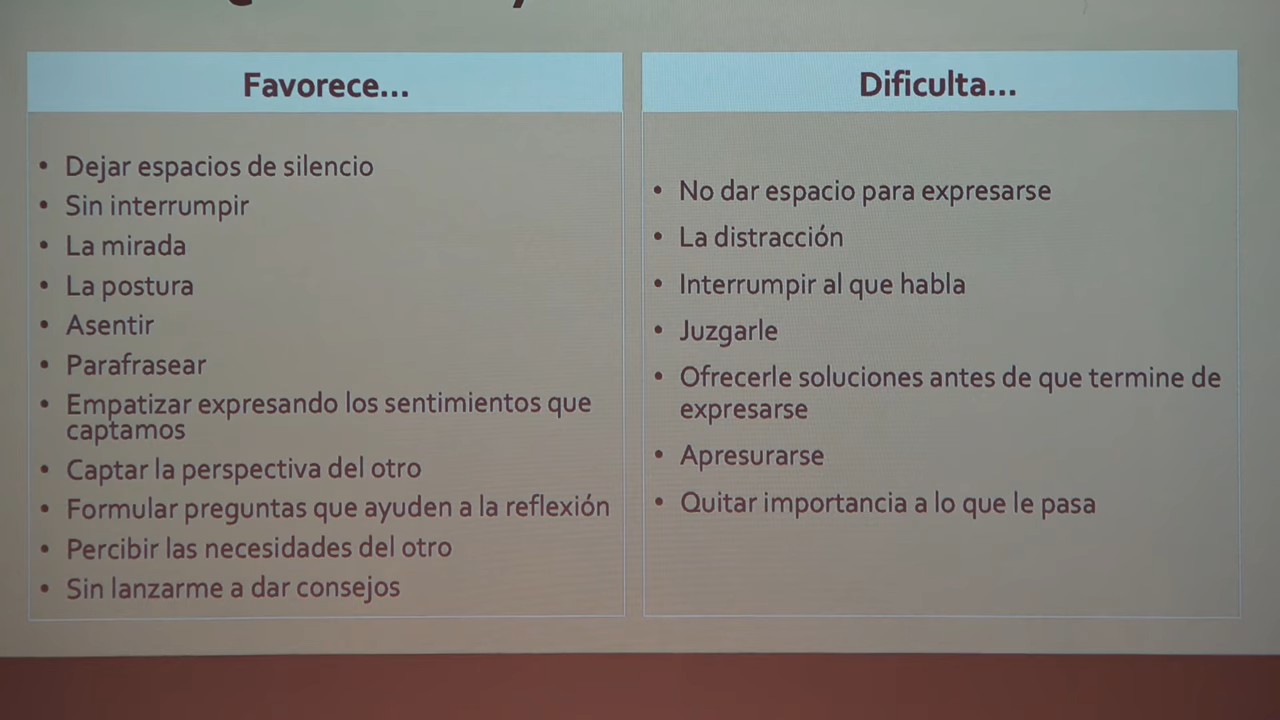 Favorece...
• Dejar espacios de silencio
• Sin interrumpir
• La mirada
• La postura
• Asentir
• Parafrasear
• Empatizar expresando los sentimientos que
captamos
• Captar la perspectiva del otro
• Formular preguntas que ayuden a la reflexión
• Percibir las necesidades del otro
• Sin lanzarme a dar consejos
Dificulta...
• No dar espacio para expresarse
• La distracción
• Interrumpir al que habla
• Juzgarle
• Ofrecerle soluciones antes de que termine de
expresarse
• Apresurarse
• Quitar importancia a lo que le pasa